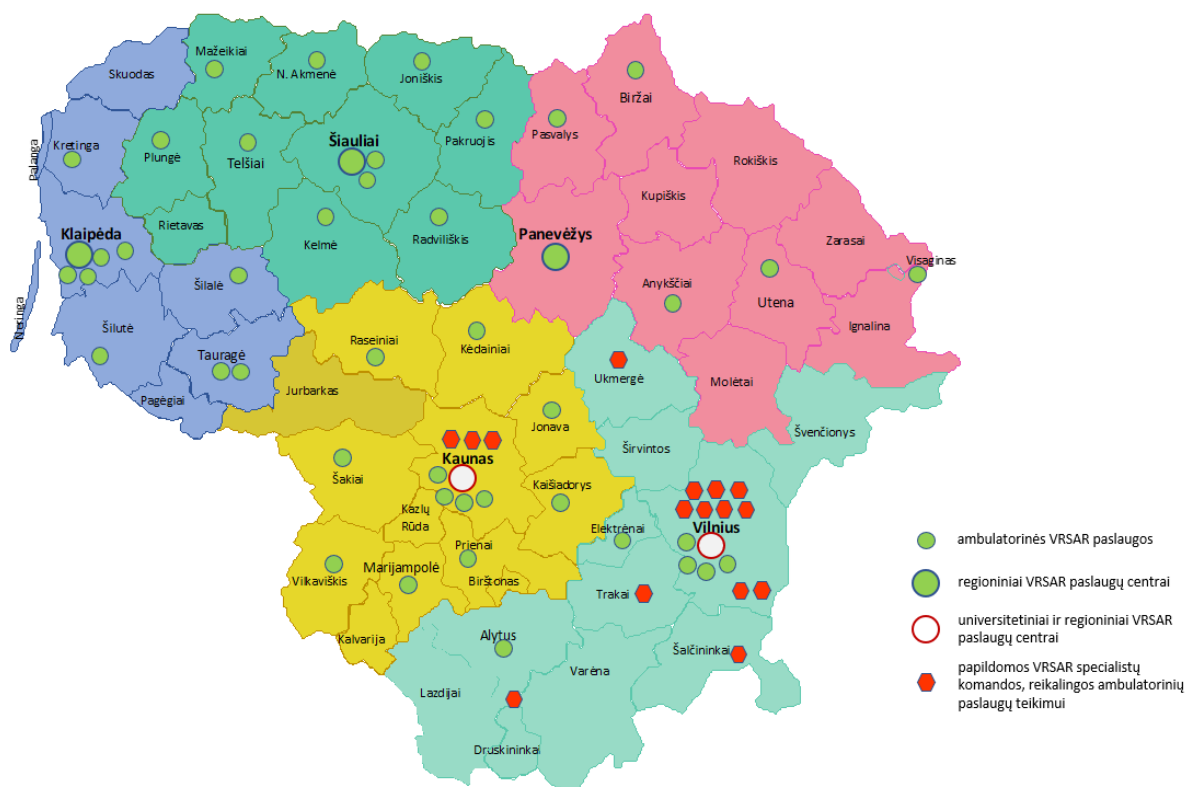 Skuodas
Mažeikiai
N. Akmenė
Joniškis
Biržai
Palanga
Kretinga
Plungė
Telšiai
Šiauliai
Pakruojis
Pasvalys
Rokiškis
Kupiškis
Rietavas
Klaipėda
Kelmė
Radviliškis
Panevėžys
Zarasai
Visaginas
Neringa
Šilalė
Anykščiai
Utena
Ignalina
Šilutė
Tauragė
Raseiniai
Kėdainiai
Ukmergė
Molėtai
Pagėgiai
Jurbarkas
Jonava
Širvintos
Švenčionys
Šakiai
Kaunas
Kaišiadorys
Kazlų
Rūda
Elektrėnai
Vilnius
Prienai
Vilkaviškis
Marijampolė
Birštonas
Trakai
Kalvarija
Alytus
Šalčininkai
Varėna
Lazdijai
Druskininkai
ambulatorinės VRSAR paslaugos
regioniniai VRSAR paslaugų centrai
universitetiniai ir regioniniai VRSAR
paslaugų centrai
papildomos VRSAR specialistų
komandos, reikalingos ambulatorinių
paslaugų teikimui